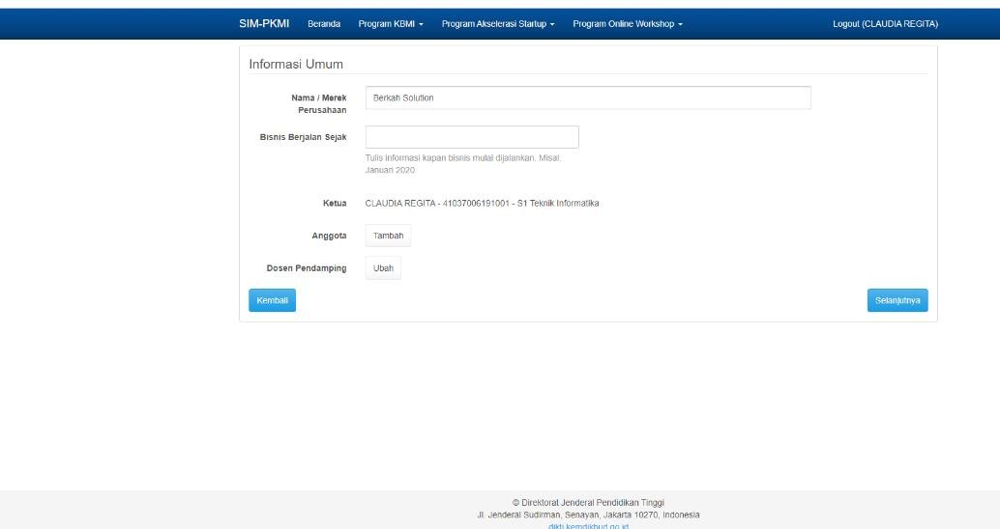 SIM-PKMI Beranda Program KBMI Program Akselerasi Startup Program Online Workshop Logout (CLAUDIA REGITA)
Informasi Umum
Nama / Merek
Perusahaan
Berkah Solution
Bisnis Berjalan Sejak
Tulis informasi kapan bisnis mulai dijalankan. Misal.
Januari 2020
Ketua CLAUDIA REGITA - 41037006191001 - S1 Teknik Informatika
Anggota Tambah
Dosen Pendamping Ubah
Kembali Selanjutnya
© Direktorat Jenderal Pendidikan Tinggi
Jl. Jenderal Sudirman, Senayan, Jakarta 10270, Indonesia
dikti.kemdikbud.go.id